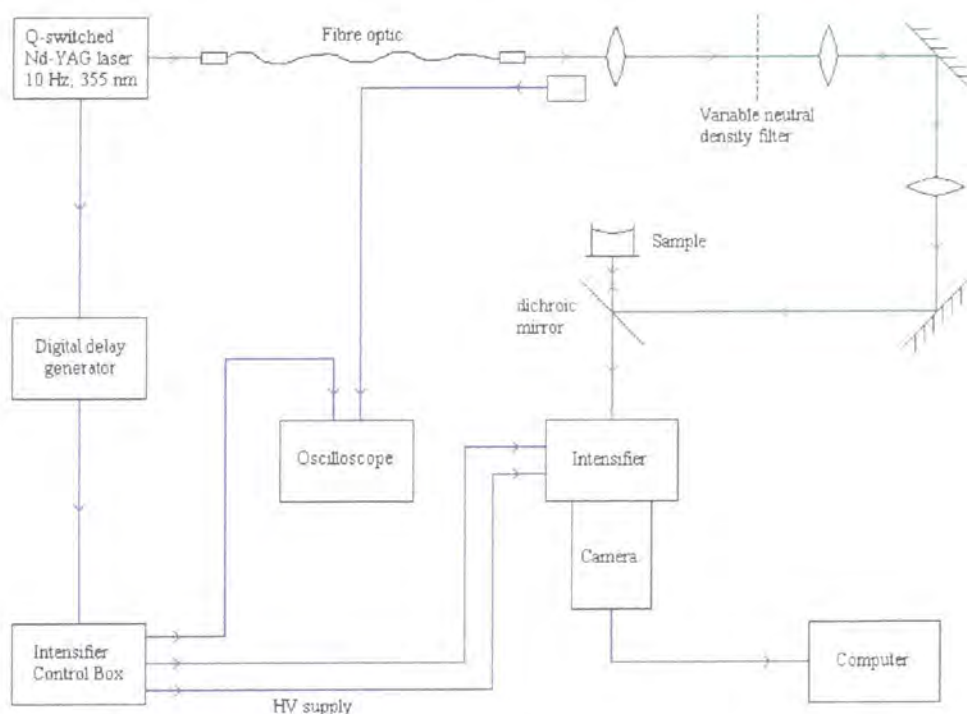 Q-switched
Nd-YAG laser
10 Hz, 355 nm
Fibre optic
Variable neutral
density filter
Sample
dichroic
mirror
Digital delay
generator
Oscilloscope
Intensifier
Camera
Intensifier
Control Box
HV supply
Computer